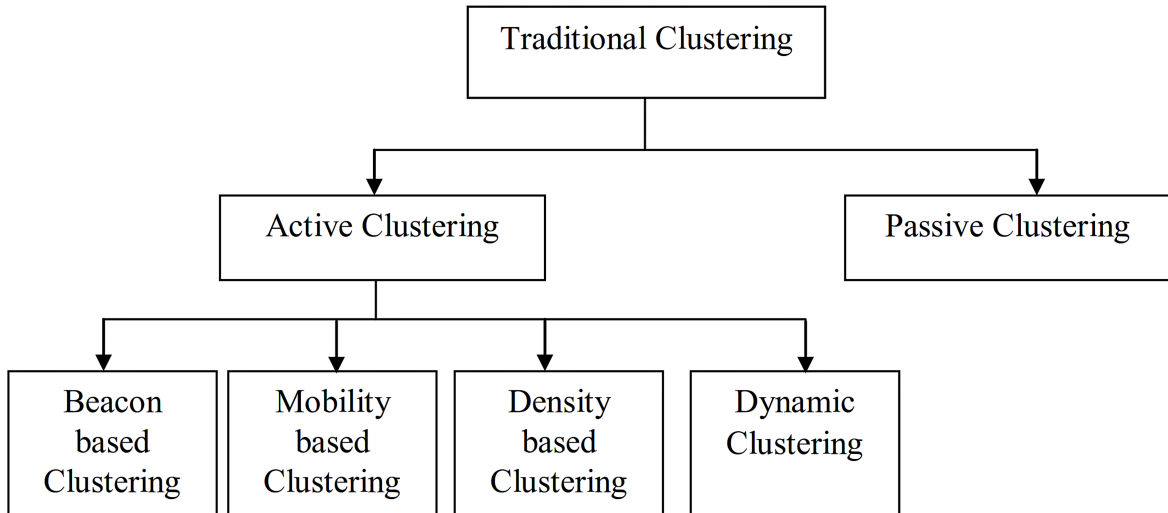 Traditional Clustering
Active Clustering
Passive Clustering
Beacon
based
Clustering
Mobility
based
Clustering
Density
based
Clustering
Dynamic
Clustering